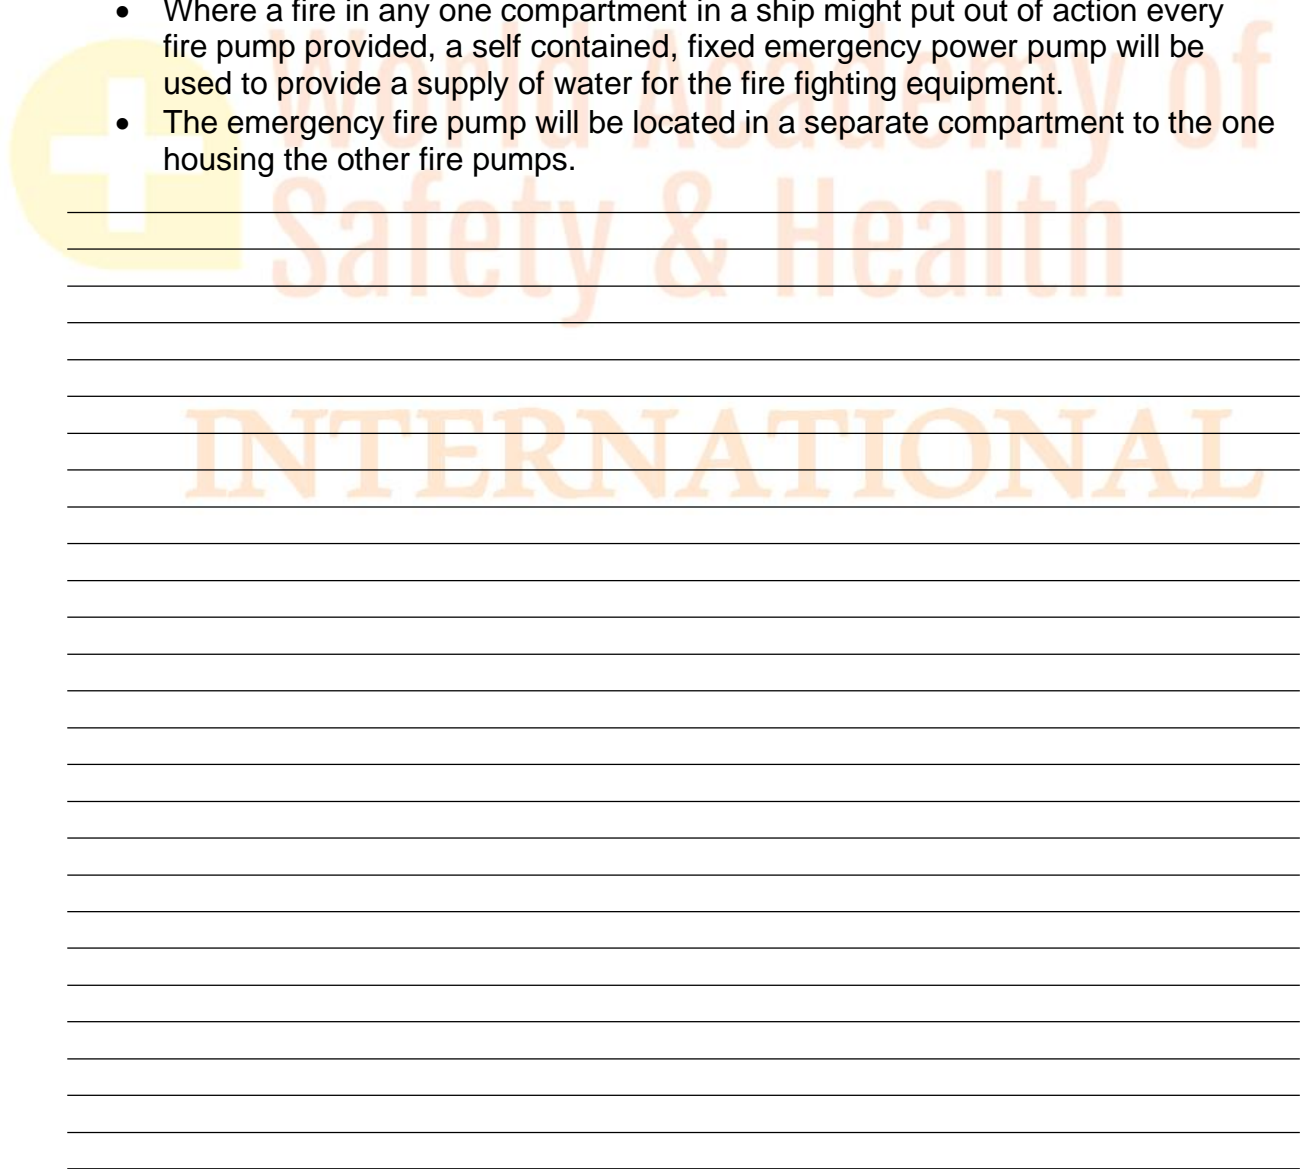 • Where a fire in any one compartment in a ship might put out of action every
fire pump provided, a self contained, fixed emergency power pump will be
used to provide a supply of water for the fire fighting equipment.
• The emergency fire pump will be located in a separate compartment to the one
housing the other fire pumps.
World Academy of
Safety & Health
INTERNATIONAL